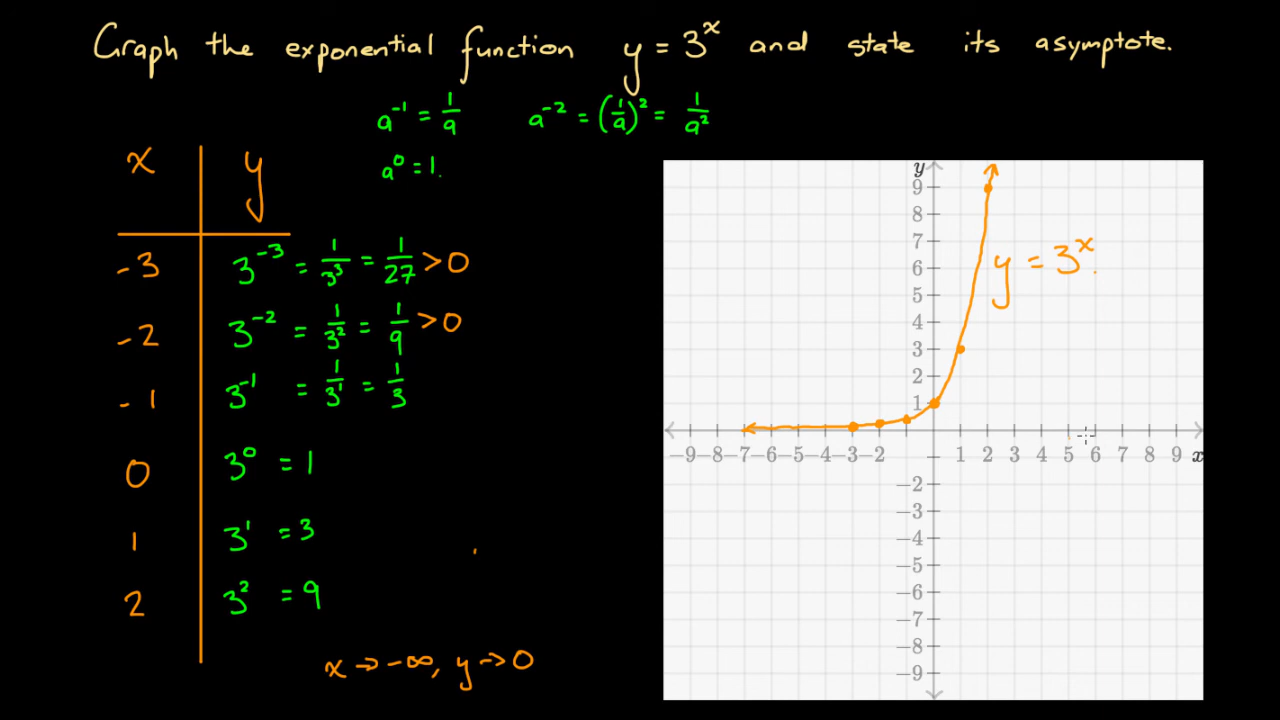 Graph the exponential function y = 3^x and state its asymptote.
a^-1 = 1/a a^-2 = (1/a)^2 = 1/a^2
a^0 = 1.
x y
-3 3^-3 = 1/3^3 = 1/27 > 0
-2 3^-2 = 1/3^2 = 1/9 > 0
-1 3^-1 = 1/3^1 = 1/3
0 3^0 = 1
1 3^1 = 3
2 3^2 = 9
x → -∞, y → 0
y
9
8
7
6
5
4
3
2
1
y = 3^x.
-9 -8 -7 -6 -5 -4 -3 -2 1 2 3 4 5 6 7 8 9 x
-2
-3
-4
-5
-6
-7
-8
-9